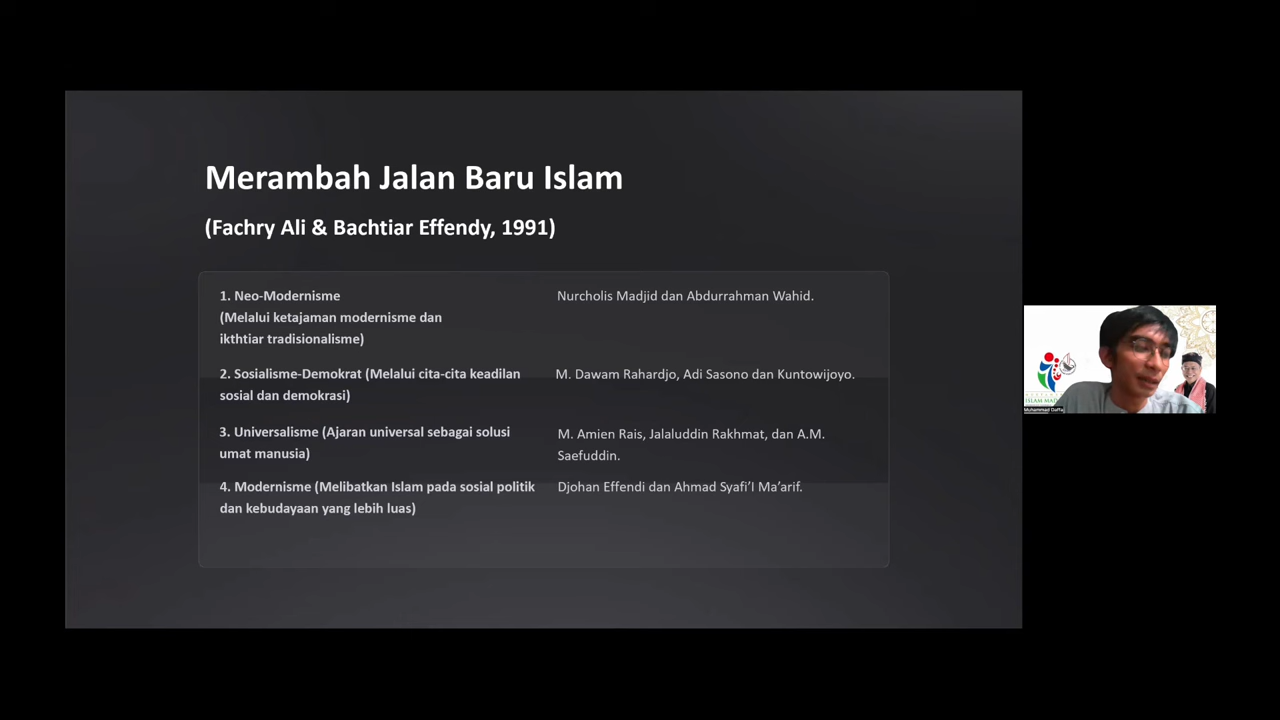 Merambah Jalan Baru Islam
(Fachry Ali & Bachtiar Effendy, 1991)
1. Neo-Modernisme
(Melalui ketajaman modernisme dan
ikthtiar tradisionalisme)
Nurcholis Madjid dan Abdurrahman Wahid.
2. Sosialisme-Demokrat (Melalui cita-cita keadilan
sosial dan demokrasi)
M. Dawam Rahardjo, Adi Sasono dan Kuntowijoyo.
3. Universalisme (Ajaran universal sebagai solusi
umat manusia)
M. Amien Rais, Jalaluddin Rakhmat, dan A.M.
Saefuddin.
4. Modernisme (Melibatkan Islam pada sosial politik
dan kebudayaan yang lebih luas)
Djohan Effendi dan Ahmad Syafi’I Ma’arif.
ISLAM
Muhammad Daffa